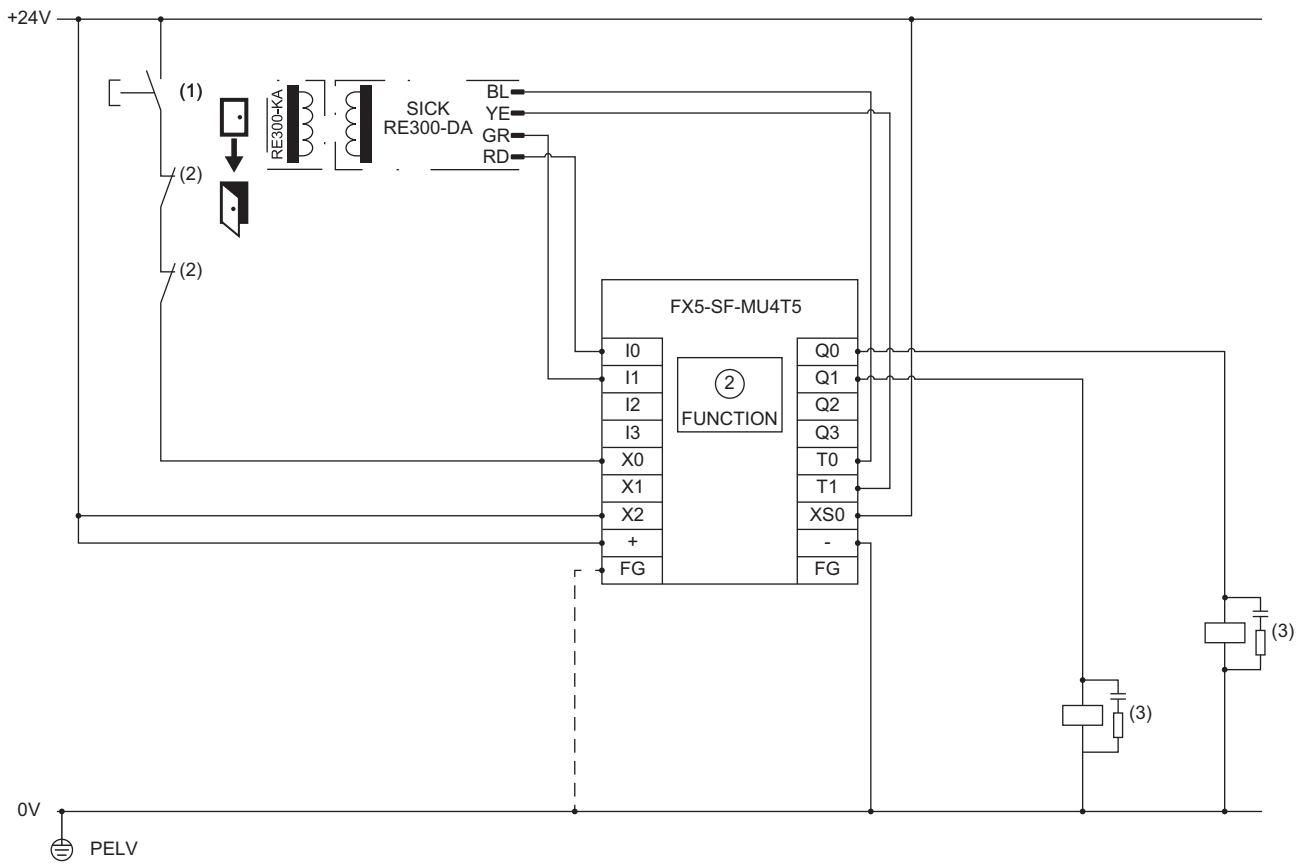 +24V
(1)
RE300-KA
SICK
RE300-DA
BL
YE
GR
RD
(2)
(2)
FX5-SF-MU4T5
I0
I1
I2
I3
X0
X1
X2
+
FG
2
FUNCTION
Q0
Q1
Q2
Q3
T0
T1
XS0
-
FG
(3)
(3)
0V
PELV